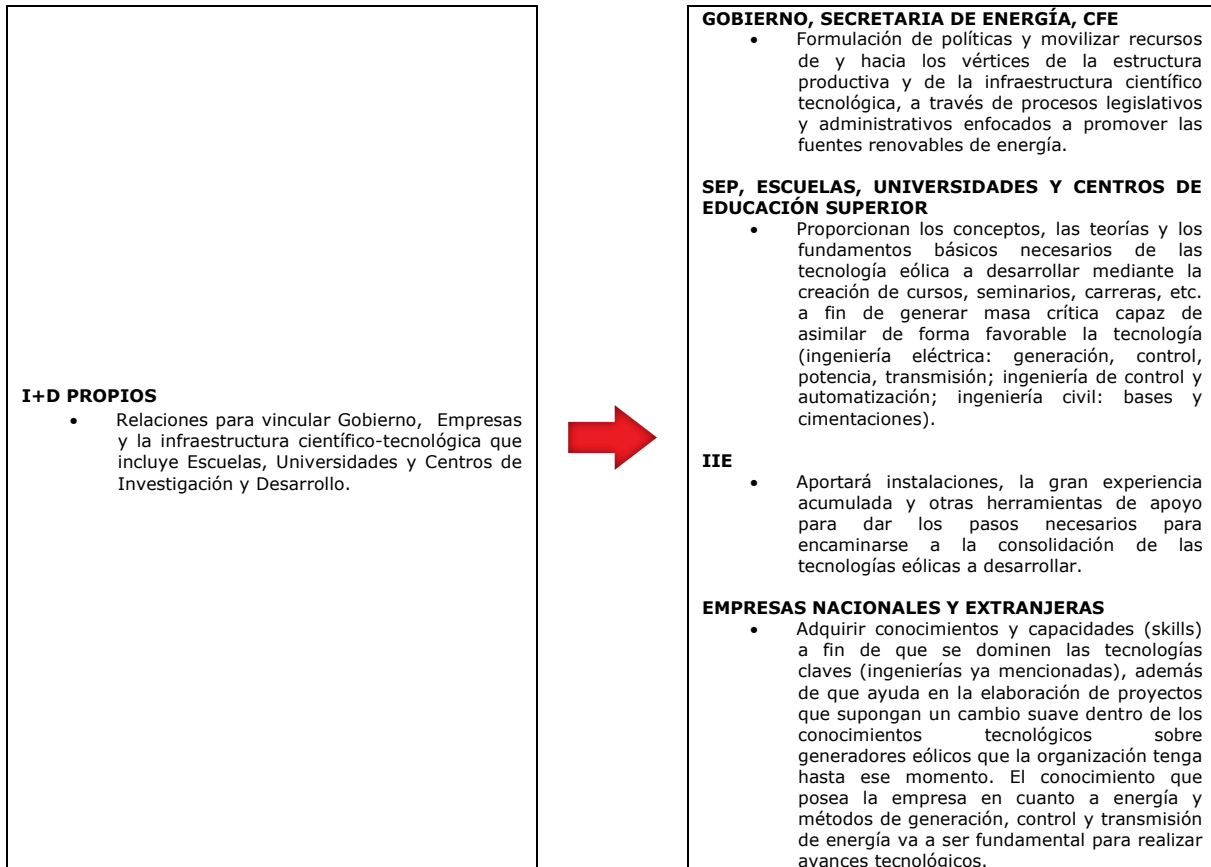 I+D PROPIOS
• Relaciones para vincular Gobierno, Empresas
y la infraestructura científico-tecnológica que
incluye Escuelas, Universidades y Centros de
Investigación y Desarrollo.
GOBIERNO, SECRETARIA DE ENERGÍA, CFE
• Formulación de políticas y movilizar recursos
de y hacia los vértices de la estructura
productiva y de la infraestructura científico
tecnológica, a través de procesos legislativos
y administrativos enfocados a promover las
fuentes renovables de energía.
SEP, ESCUELAS, UNIVERSIDADES Y CENTROS DE
EDUCACIÓN SUPERIOR
• Proporcionan los conceptos, las teorías y los
fundamentos básicos necesarios de las
tecnología eólica a desarrollar mediante la
creación de cursos, seminarios, carreras, etc.
a fin de generar masa crítica capaz de
asimilar de forma favorable la tecnología
(ingeniería eléctrica: generación, control,
potencia, transmisión; ingeniería de control y
automatización; ingeniería civil: bases y
cimentaciones).
IIE
• Aportará instalaciones, la gran experiencia
acumulada y otras herramientas de apoyo
para dar los pasos necesarios para
encaminarse a la consolidación de las
tecnologías eólicas a desarrollar.
EMPRESAS NACIONALES Y EXTRANJERAS
• Adquirir conocimientos y capacidades (skills)
a fin de que se dominen las tecnologías
claves (ingenierías ya mencionadas), además
de que ayuda en la elaboración de proyectos
que supongan un cambio suave dentro de los
conocimientos tecnológicos sobre
generadores eólicos que la organización tenga
hasta ese momento. El conocimiento que
posea la empresa en cuanto a energía y
métodos de generación, control y transmisión
de energía va a ser fundamental para realizar
avances tecnológicos.